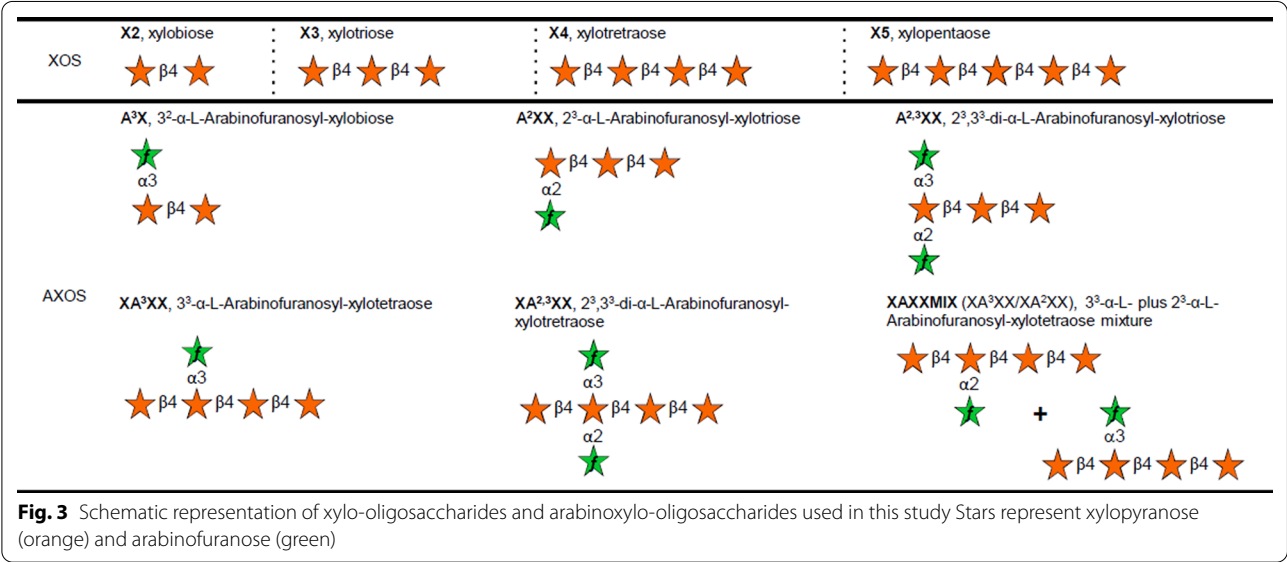 X2, xylobiose
X3, xylotriose
X4, xylotretraose
X5, xylopentaose
XOS
β4
β4 β4
β4 β4 β4
β4 β4 β4 β4
A³X, 3²-α-L-Arabinofuranosyl-xylobiose
A²XX, 2³-α-L-Arabinofuranosyl-xylotriose
A²,³XX, 2³,3³-di-α-L-Arabinofuranosyl-xylotriose
f
α3
β4
β4 β4
α2
f
f
α3
β4 β4
α2
f
AXOS
XA³XX, 3³-α-L-Arabinofuranosyl-xylotetraose
XA²,³XX, 2³,3³-di-α-L-Arabinofuranosyl-
xylotretraose
XAXXMIX (XA³XX/XA²XX), 3³-α-L- plus 2³-α-L-
Arabinofuranosyl-xylotetraose mixture
f
α3
β4 β4 β4
f
α3
β4 β4 β4
α2
f
β4 β4 β4
α2
f + f
α3
β4 β4 β4
Fig. 3 Schematic representation of xylo-oligosaccharides and arabinoxylo-oligosaccharides used in this study Stars represent xylopyranose
(orange) and arabinofuranose (green)